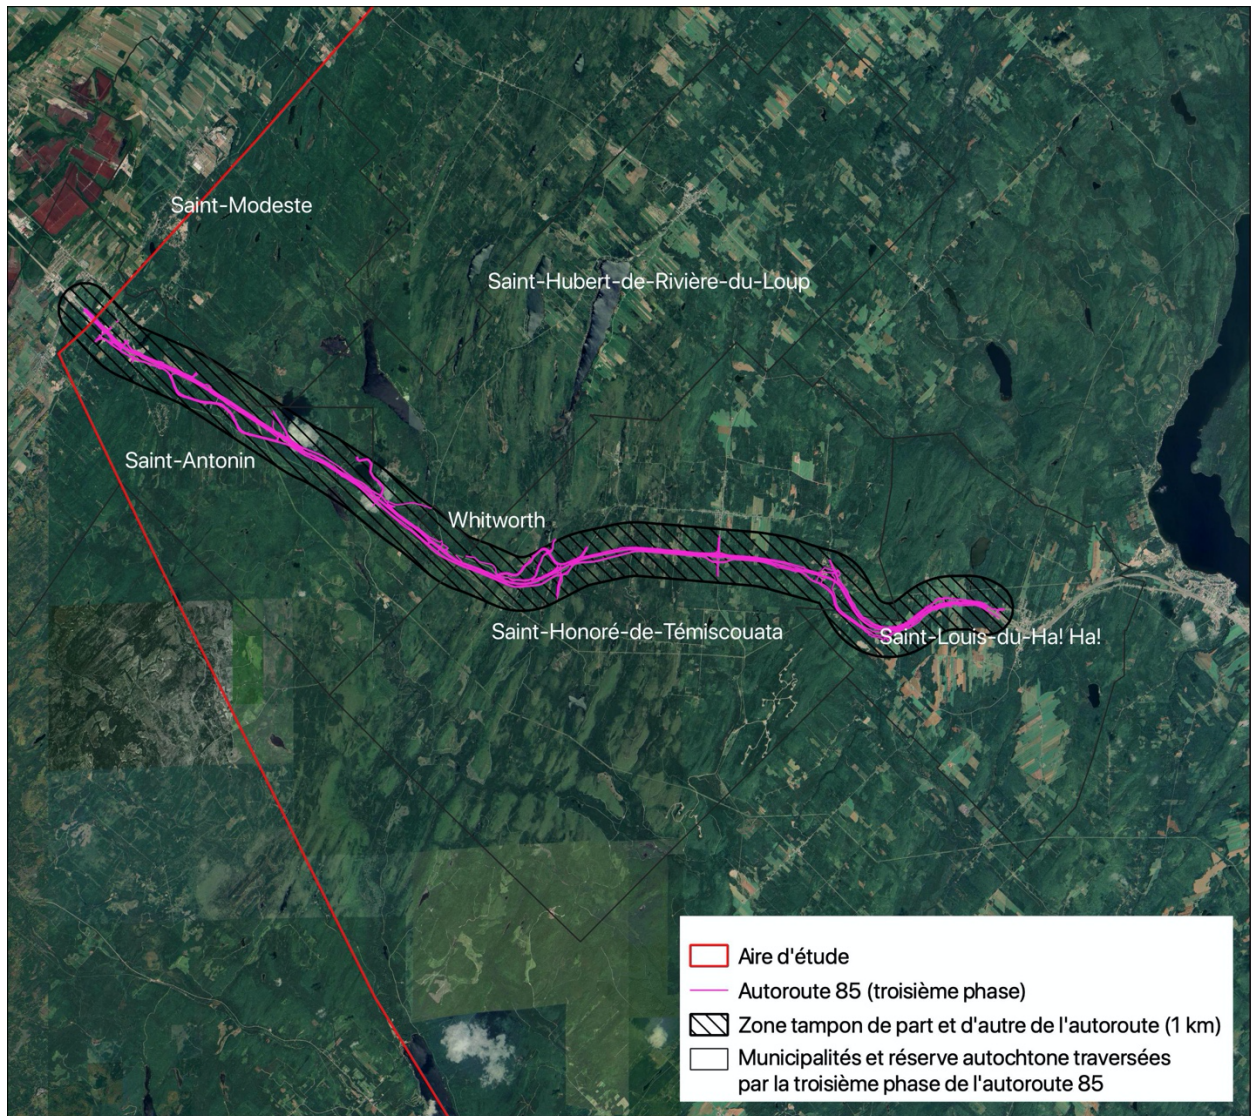 Saint-Modeste
Saint-Hubert-de-Rivière-du-Loup
Saint-Antonin
Whitworth
Saint-Honoré-de-Témiscouata
Saint-Louis-du-Ha! Ha!
Aire d'étude
Autoroute 85 (troisième phase)
Zone tampon de part et d'autre de l'autoroute (1 km)
Municipalités et réserve autochtone traversées
par la troisième phase de l'autoroute 85